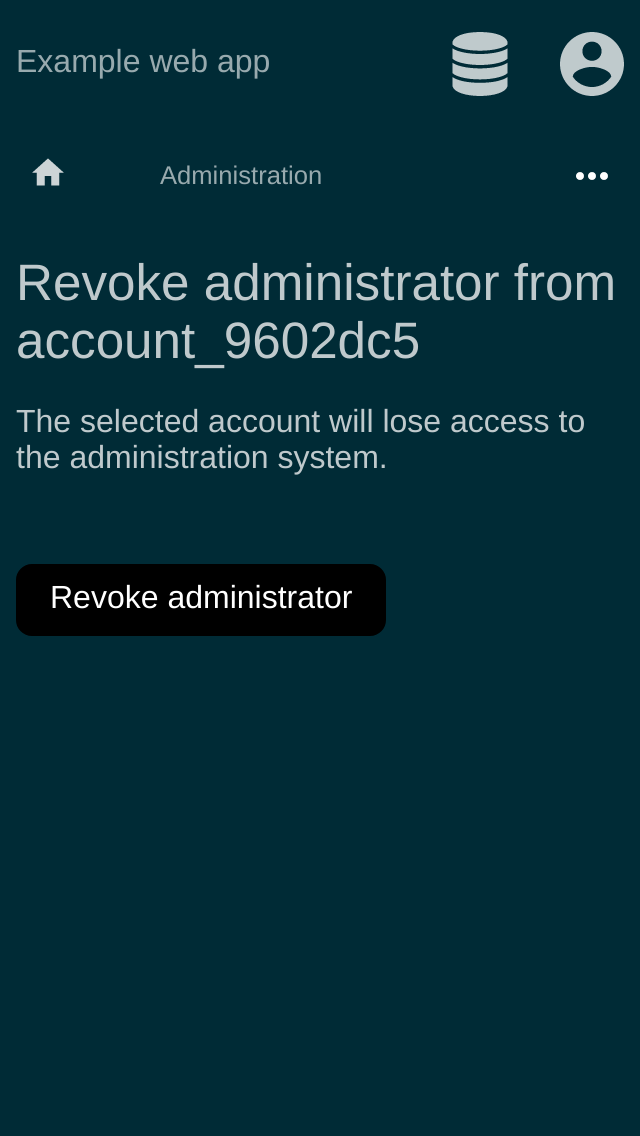 Example web app
Administration
Revoke administrator from
account_9602dc5
The selected account will lose access to
the administration system.
Revoke administrator